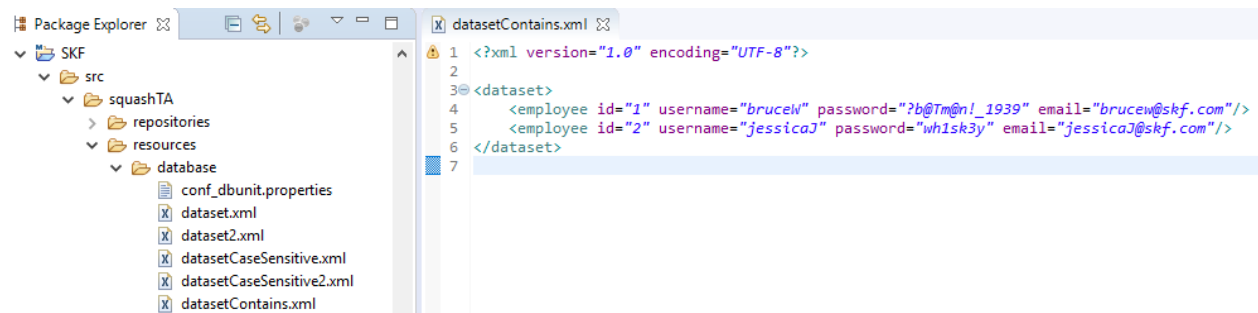 Package Explorer
SKF
src
squashTA
repositories
resources
database
conf_dbunit.properties
dataset.xml
dataset2.xml
datasetCaseSensitive.xml
datasetCaseSensitive2.xml
datasetContains.xml
datasetContains.xml
1 <?xml version="1.0" encoding="UTF-8"?>
2
3 <dataset>
4 <employee id="1" username="bruceW" password="?b@Tm@n!_1939" email="brucew@skf.com"/>
5 <employee id="2" username="jessicaJ" password="wh1sk3y" email="jessicaJ@skf.com"/>
6 </dataset>
7